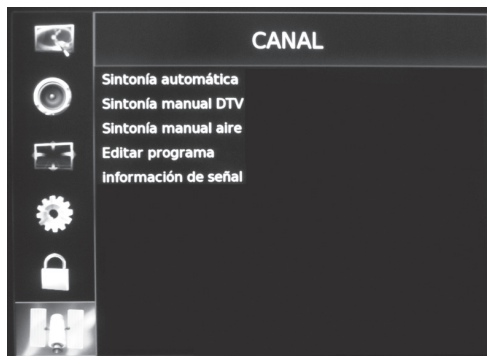 CANAL
Sintonía automática
Sintonía manual DTV
Sintonía manual aire
Editar programa
información de señal